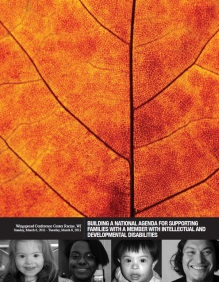 Wingspread Conference Center Racine, WI
Sunday, March 6, 2011 - Tuesday, March 8, 2011
BUILDING A NATIONAL AGENDA FOR SUPPORTING
FAMILIES WITH A MEMBER WITH INTELLECTUAL AND
DEVELOPMENTAL DISABILITIES